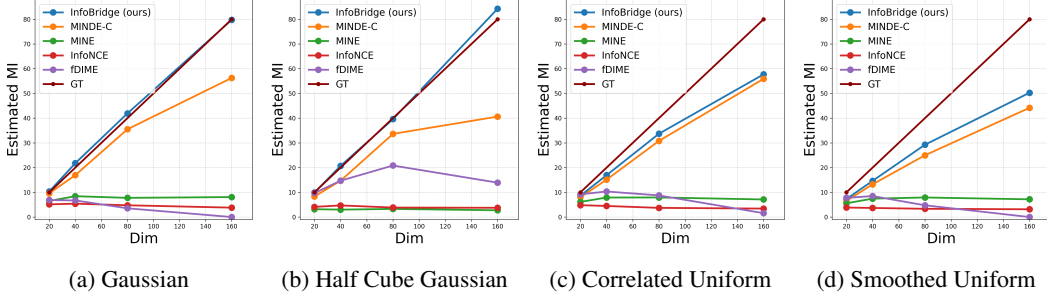 Estimated MI
80
70
60
50
40
30
20
10
0
InfoBridge (ours)
MINDE-C
MINE
InfoNCE
fDIME
GT
20 40 60 80 100 120 140 160
Dim
(a) Gaussian
Estimated MI
80
70
60
50
40
30
20
10
0
InfoBridge (ours)
MINDE-C
MINE
InfoNCE
fDIME
GT
20 40 60 80 100 120 140 160
Dim
(b) Half Cube Gaussian
Estimated MI
80
70
60
50
40
30
20
10
0
InfoBridge (ours)
MINDE-C
MINE
InfoNCE
fDIME
GT
20 40 60 80 100 120 140 160
Dim
(c) Correlated Uniform
Estimated MI
80
70
60
50
40
30
20
10
0
InfoBridge (ours)
MINDE-C
MINE
InfoNCE
fDIME
GT
20 40 60 80 100 120 140 160
Dim
(d) Smoothed Uniform